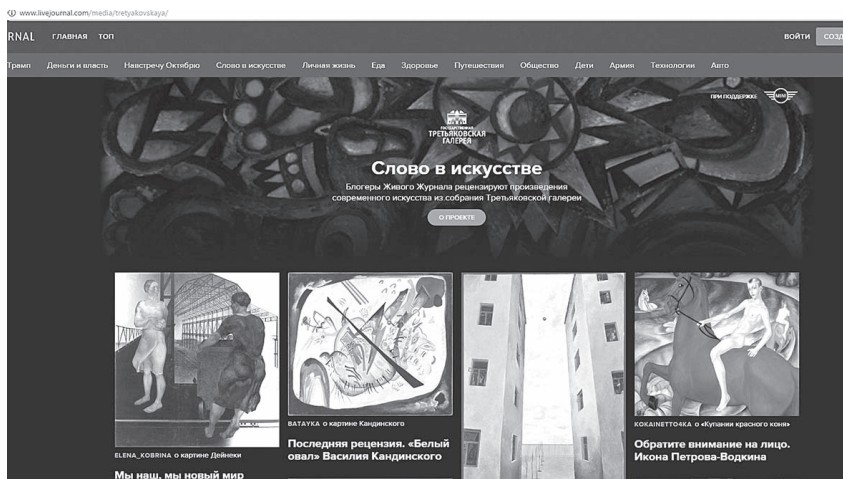 www.livejournal.com/media/tretyakovskaya/
RNAL ГЛАВНАЯ ТОП ВОЙТИ СОЗД
Трамп Деньги и власть Навстречу Октябрю Слово в искусстве Личная жизнь Еда Здоровье Путешествия Общество Дети Армия Технологии Авто
ПРИ ПОДДЕРЖКЕ MINI
ГОСУДАРСТВЕННАЯ
ТРЕТЬЯКОВСКАЯ
ГАЛЕРЕЯ
Слово в искусстве
Блогеры Живого Журнала рецензируют произведения
современного искусства из собрания Третьяковской галереи
О ПРОЕКТЕ
ELENA_KOBRINA о картине Дейнеки
Мы наш, мы новый мир
BATAYKA о картине Кандинского
Последняя рецензия. «Белый
овал» Василия Кандинского
KOKAINETTO4KA о «Купании красного коня»
Обратите внимание на лицо.
Икона Петрова-Водкина